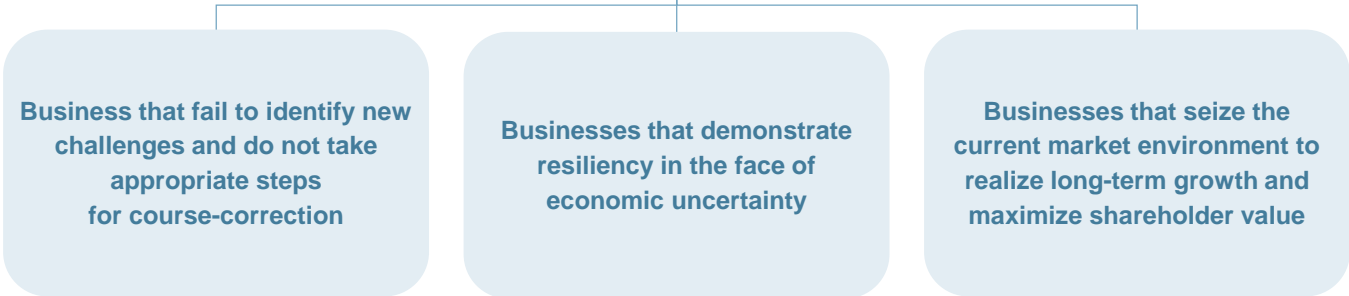 Business that fail to identify new
challenges and do not take
appropriate steps
for course-correction
Businesses that demonstrate
resiliency in the face of
economic uncertainty
Businesses that seize the
current market environment to
realize long-term growth and
maximize shareholder value